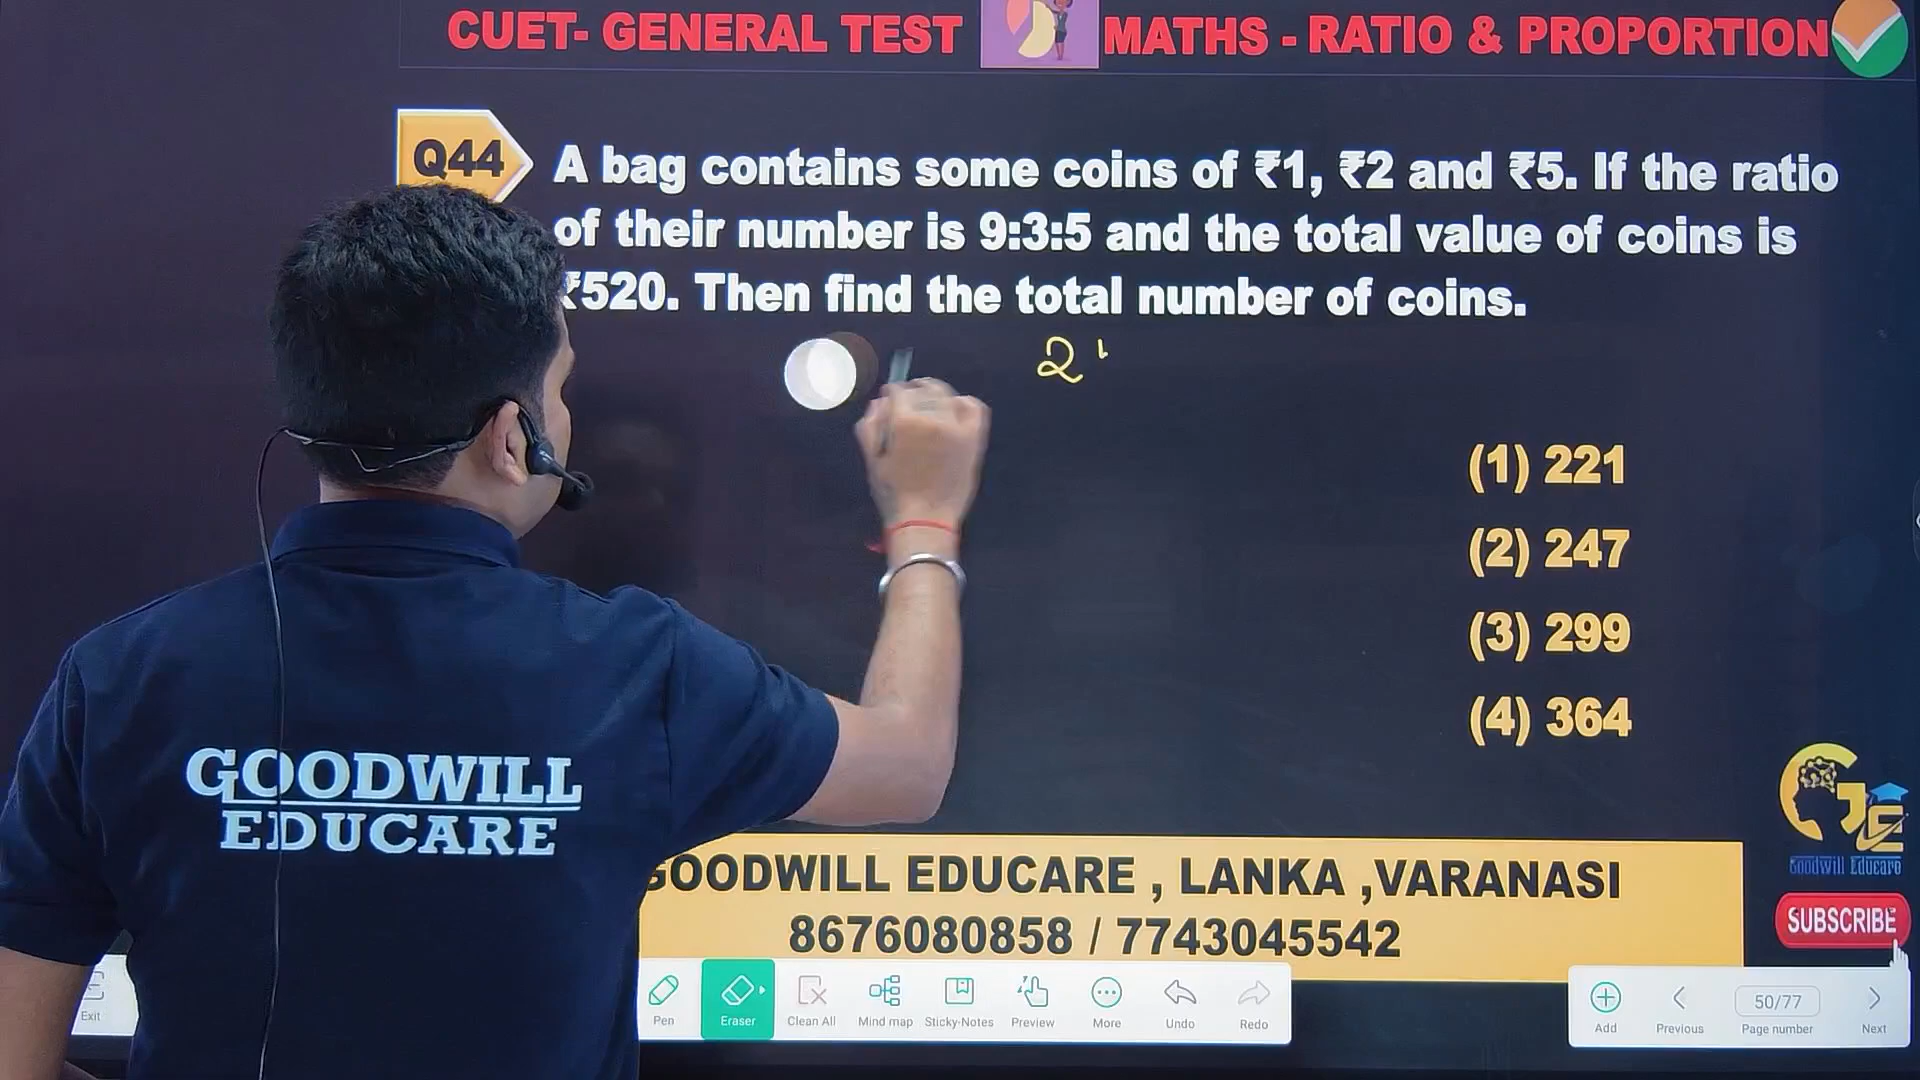 CUET- GENERAL TEST MATHS - RATIO & PROPORTION
Q44 A bag contains some coins of ₹1, ₹2 and ₹5. If the ratio
of their number is 9:3:5 and the total value of coins is
₹520. Then find the total number of coins.
2
(1) 221
(2) 247
(3) 299
(4) 364
GOODWILL
EDUCARE
GE
Goodwill Educare
SUBSCRIBE
GOODWILL EDUCARE , LANKA ,VARANASI
8676080858 / 7743045542
Exit
Pen Eraser Clean All Mind map Sticky-Notes Preview More Undo Redo
Add Previous 50/77 Page number Next